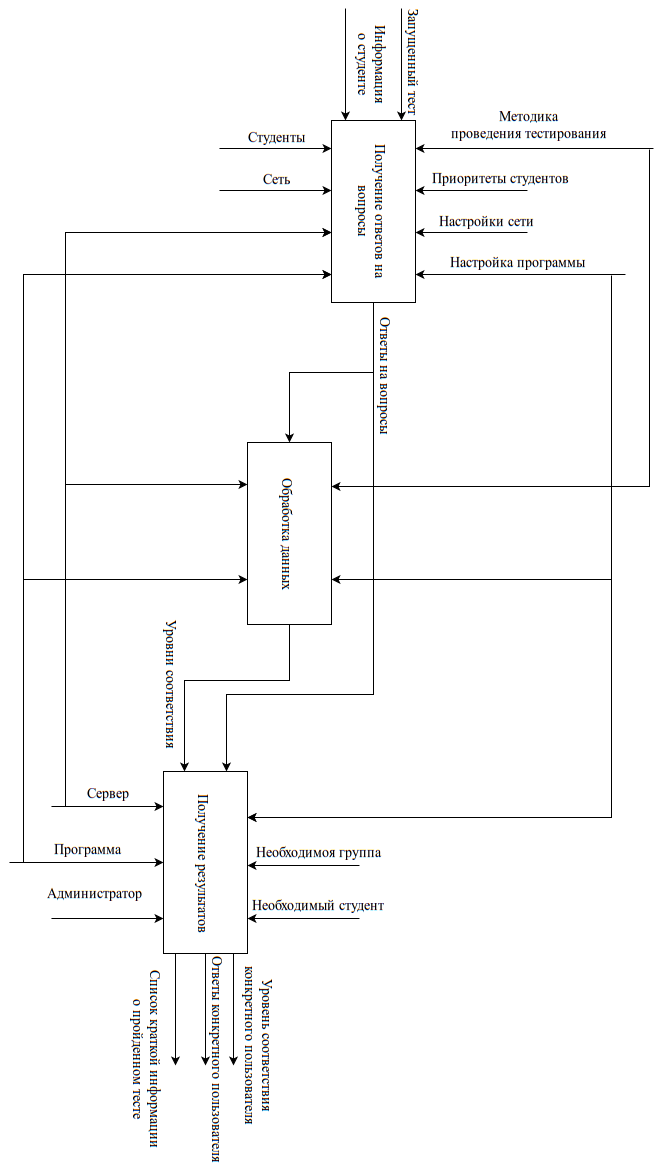 Запущенный тест
Информация
о студенте
Методика
проведения тестирования
Студенты
Сеть
Получение ответов на
вопросы
Приоритеты студентов
Настройки сети
Настройка программы
Ответы на вопросы
Обработка данных
Уровни соответствия
Сервер
Программа
Администратор
Получение результатов
Необходимоя группа
Необходимый студент
Уровень соответствия
конкретного пользователя
Ответы конкретного пользователя
Список краткой информации
о пройденном тесте